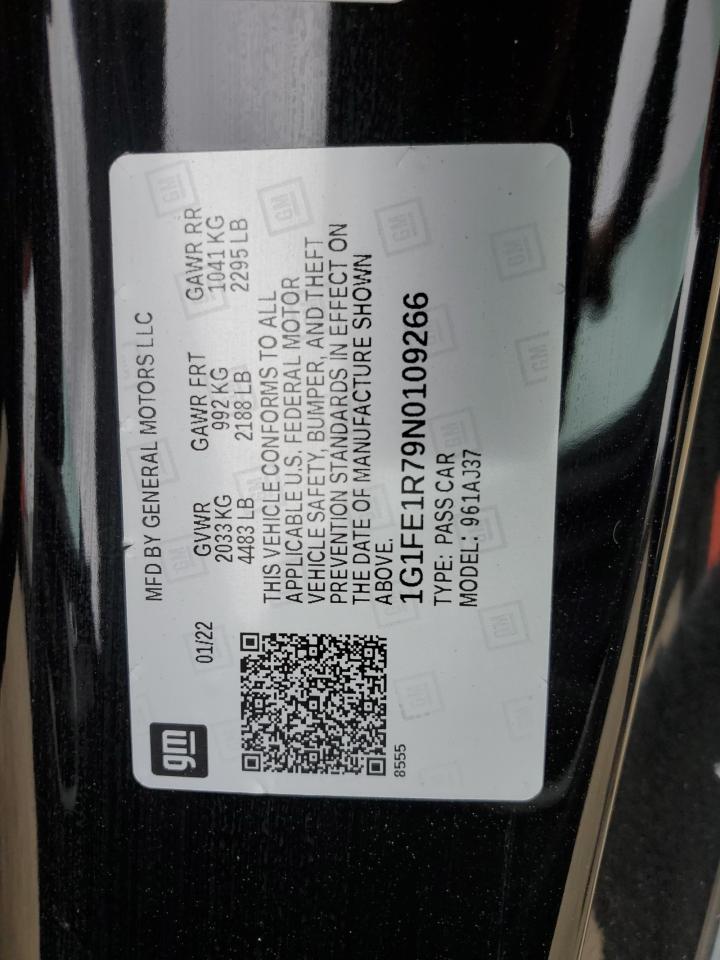 gm
01/22
MFD BY GENERAL MOTORS LLC
GVWR GAWR FRT GAWR RR
2033 KG 992 KG 1041 KG
4483 LB 2188 LB 2295 LB
THIS VEHICLE CONFORMS TO ALL
APPLICABLE U.S. FEDERAL MOTOR
VEHICLE SAFETY, BUMPER, AND THEFT
PREVENTION STANDARDS IN EFFECT ON
THE DATE OF MANUFACTURE SHOWN
ABOVE.
1G1FE1R79N0109266
TYPE: PASS CAR
MODEL: 961AJ37
8555